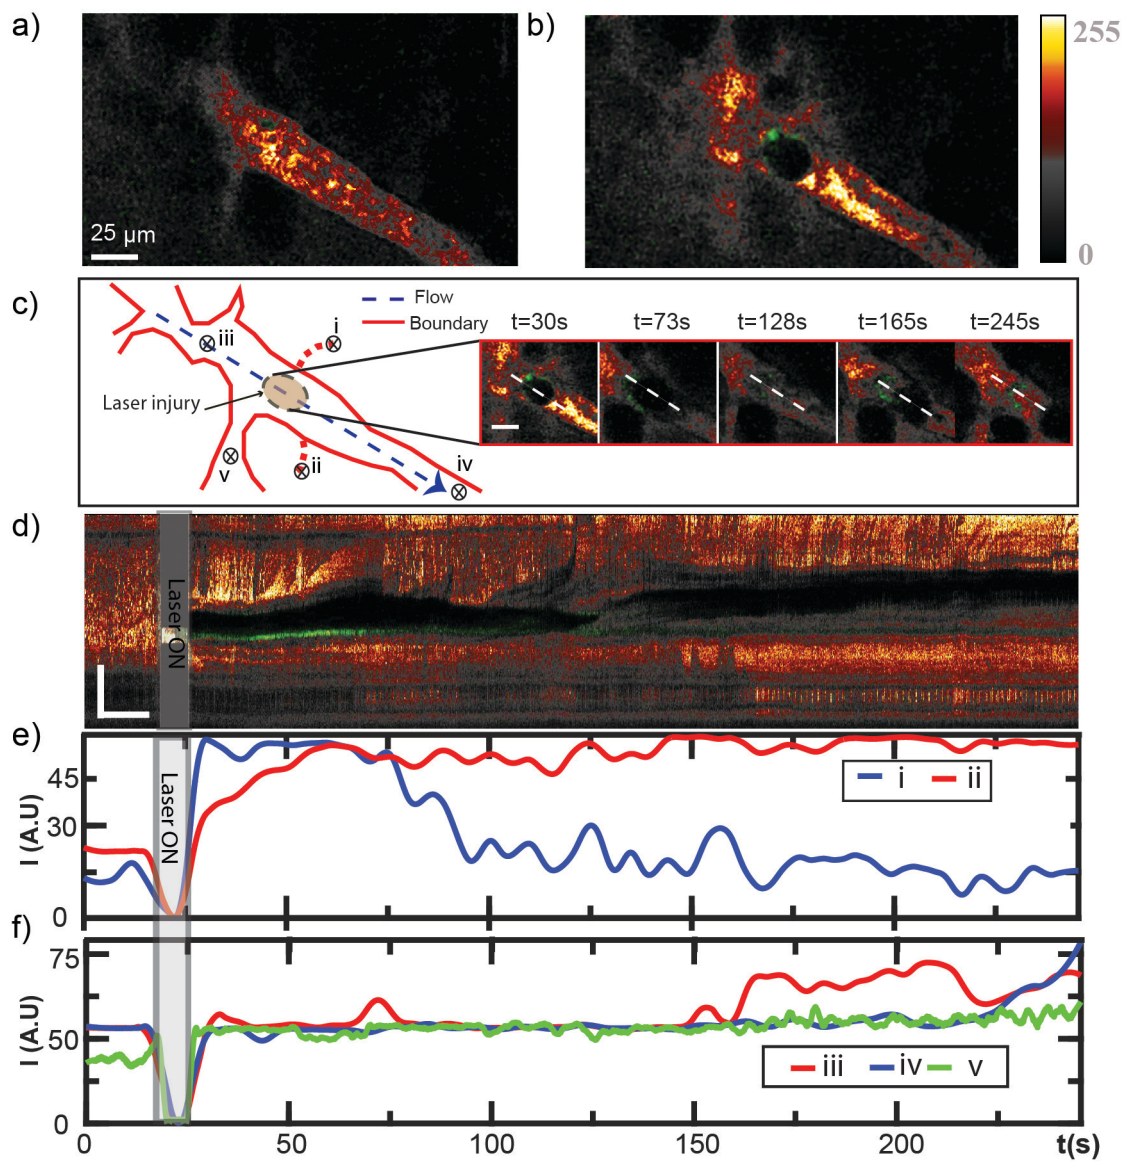 a)
b)
255
0
25 µm
c)
Flow
Boundary
i
iii
Laser injury
ii
iv
v
t=30s
t=73s
t=128s
t=165s
t=245s
d)
Laser ON
e)
I (A.U)
45
30
0
Laser ON
i
ii
f)
I (A.U)
75
50
0
iii
iv
v
0
50
100
150
200
t(s)